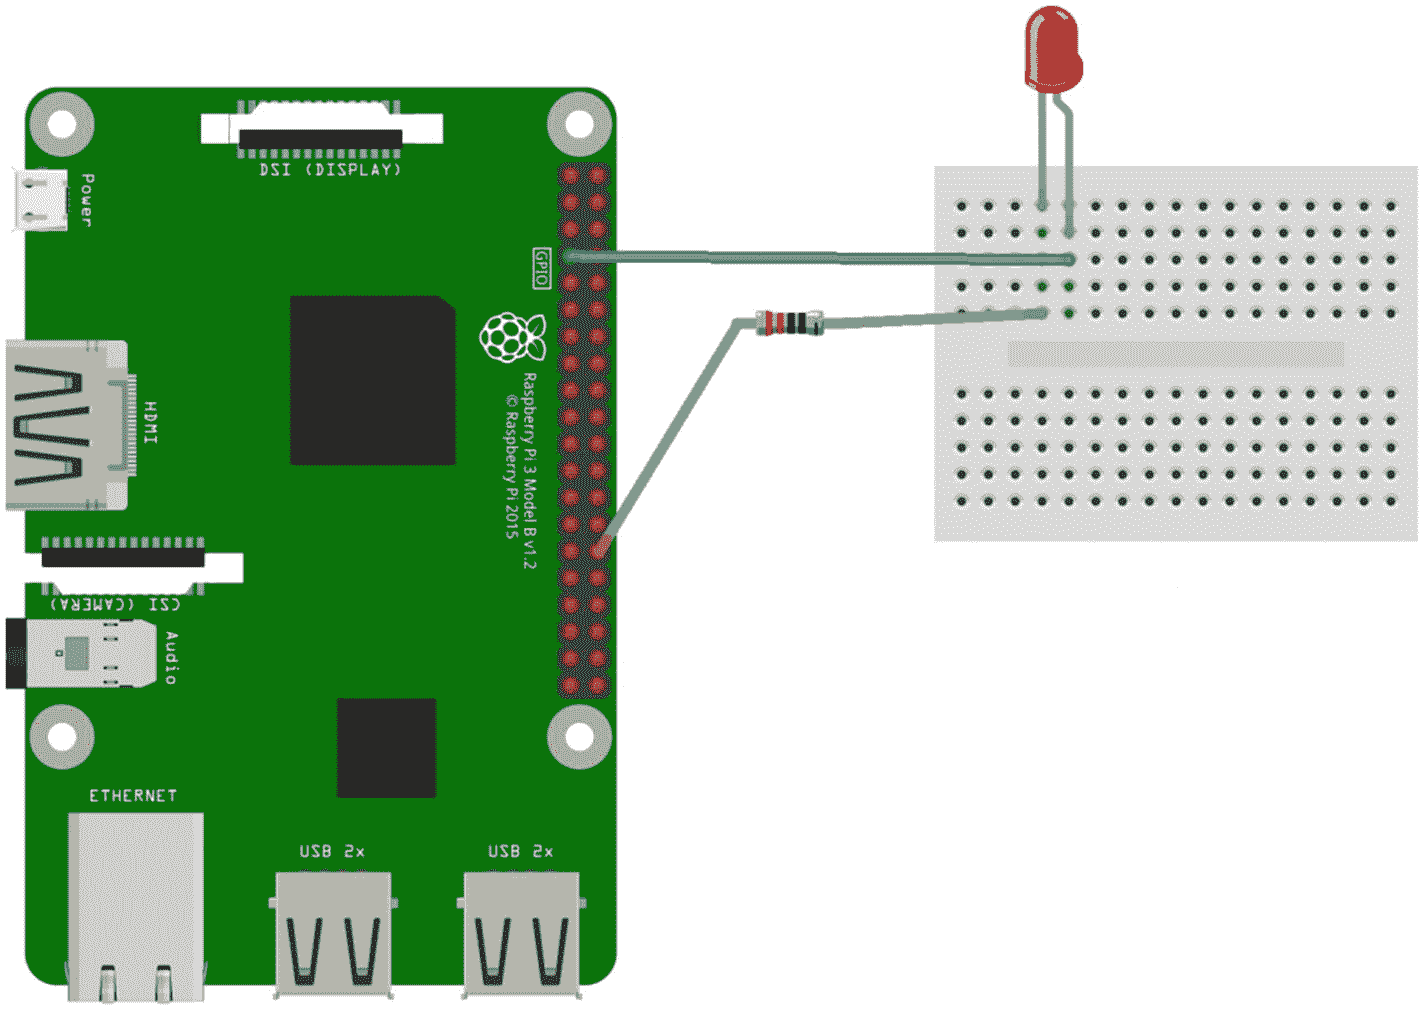 DSI (DISPLAY)
Power
GPIO
HDMI
Raspberry Pi 3 Model B v1.2
© Raspberry Pi 2015
CSI (CAMERA)
Audio
ETHERNET
USB 2x
USB 2x